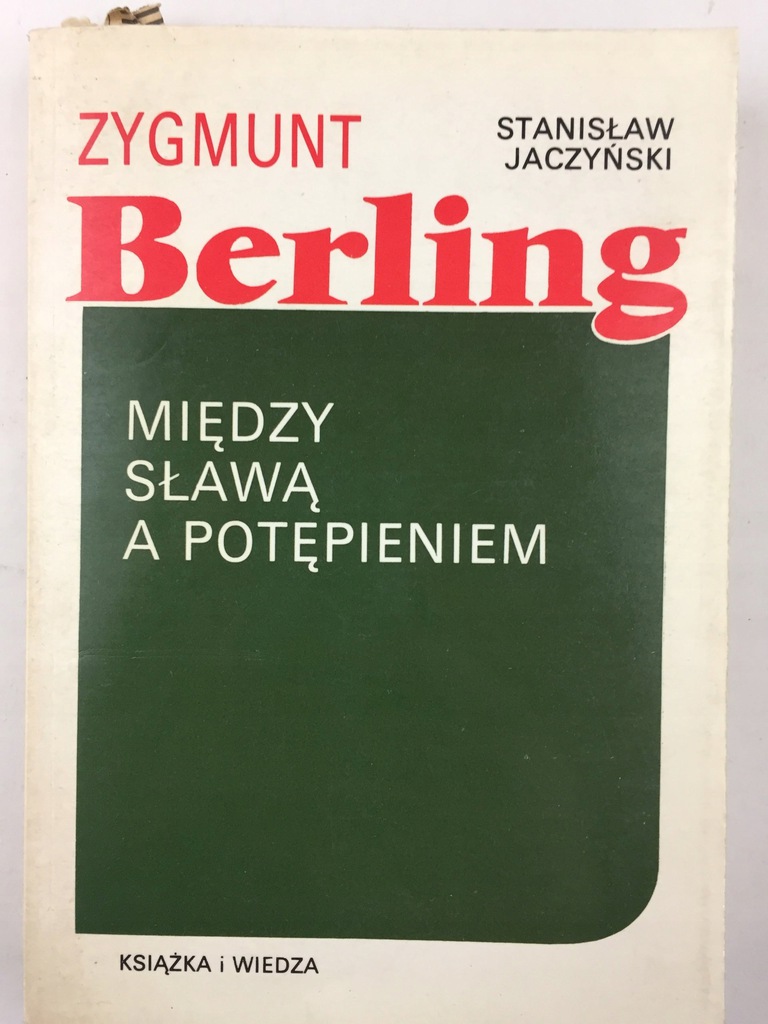 ZYGMUNT
STANISŁAW
JACZYŃSKI
Berling
MIĘDZY
SŁAWĄ
A POTĘPIENIEM
KSIĄŻKA i WIEDZA